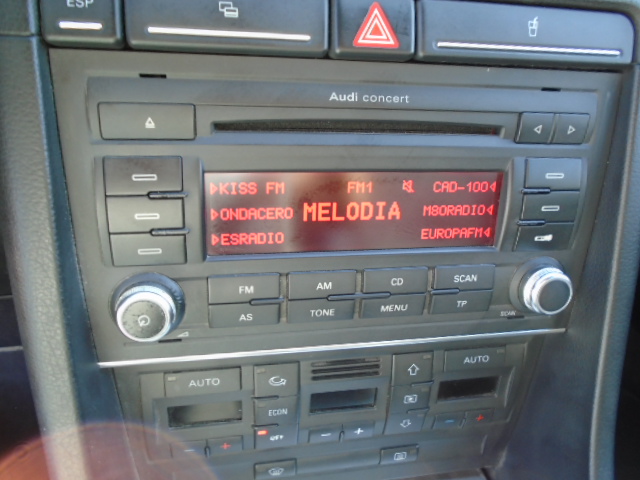 ESP
Audi concert
KISS FM FM1 CAD-100
ONDACERO MELODIA M80RADIO
ESRADIO EUROPAFM
FM AM CD SCAN
AS TONE MENU TP
AUTO AUTO
ECON
OFF